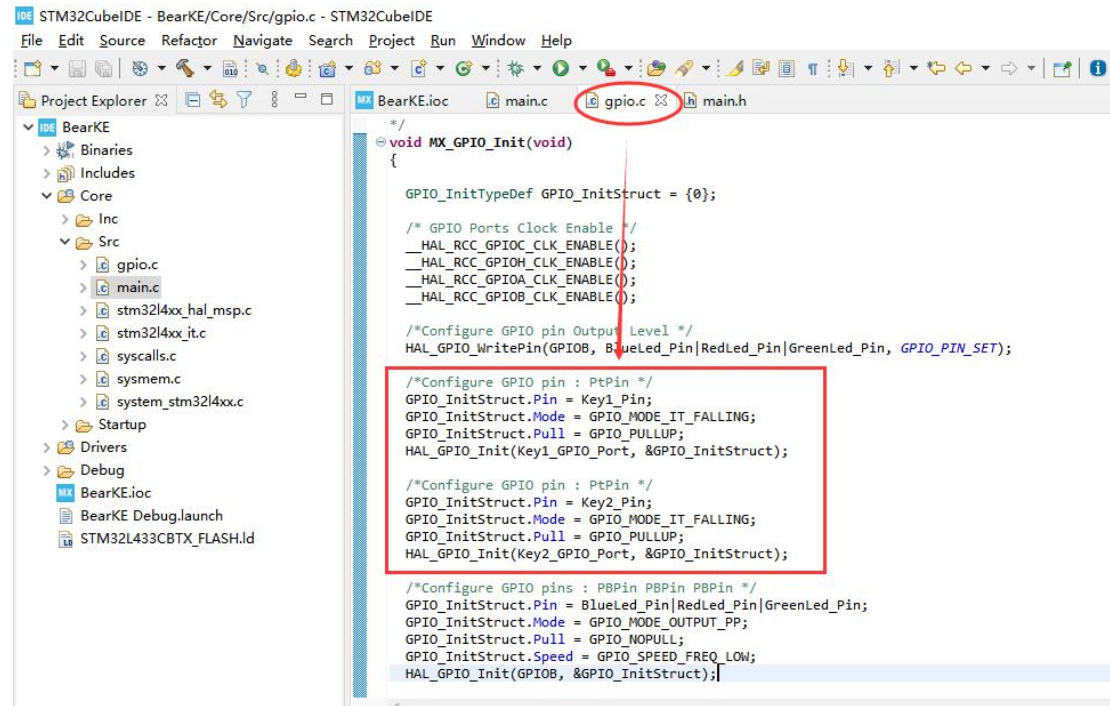 IDE STM32CubeIDE - BearKE/Core/Src/gpio.c - STM32CubeIDE
File Edit Source Refactor Navigate Search Project Run Window Help
Project Explorer
MX BearKE.ioc
main.c
gpio.c
main.h
IDE BearKE
Binaries
Includes
Core
Inc
Src
gpio.c
main.c
stm32l4xx_hal_msp.c
stm32l4xx_it.c
syscalls.c
sysmem.c
system_stm32l4xx.c
Startup
Drivers
Debug
MX BearKE.ioc
BearKE Debug.launch
STM32L433CBTX_FLASH.ld
*/
void MX_GPIO_Init(void)
{
GPIO_InitTypeDef GPIO_InitStruct = {0};
/* GPIO Ports Clock Enable */
__HAL_RCC_GPIOC_CLK_ENABLE();
__HAL_RCC_GPIOH_CLK_ENABLE();
__HAL_RCC_GPIOA_CLK_ENABLE();
__HAL_RCC_GPIOB_CLK_ENABLE();
/*Configure GPIO pin Output Level */
HAL_GPIO_WritePin(GPIOB, BlueLed_Pin|RedLed_Pin|GreenLed_Pin, GPIO_PIN_SET);
/*Configure GPIO pin : PtPin */
GPIO_InitStruct.Pin = Key1_Pin;
GPIO_InitStruct.Mode = GPIO_MODE_IT_FALLING;
GPIO_InitStruct.Pull = GPIO_PULLUP;
HAL_GPIO_Init(Key1_GPIO_Port, &GPIO_InitStruct);
/*Configure GPIO pin : PtPin */
GPIO_InitStruct.Pin = Key2_Pin;
GPIO_InitStruct.Mode = GPIO_MODE_IT_FALLING;
GPIO_InitStruct.Pull = GPIO_PULLUP;
HAL_GPIO_Init(Key2_GPIO_Port, &GPIO_InitStruct);
/*Configure GPIO pins : PBPin PBPin PBPin */
GPIO_InitStruct.Pin = BlueLed_Pin|RedLed_Pin|GreenLed_Pin;
GPIO_InitStruct.Mode = GPIO_MODE_OUTPUT_PP;
GPIO_InitStruct.Pull = GPIO_NOPULL;
GPIO_InitStruct.Speed = GPIO_SPEED_FREQ_LOW;
HAL_GPIO_Init(GPIOB, &GPIO_InitStruct);